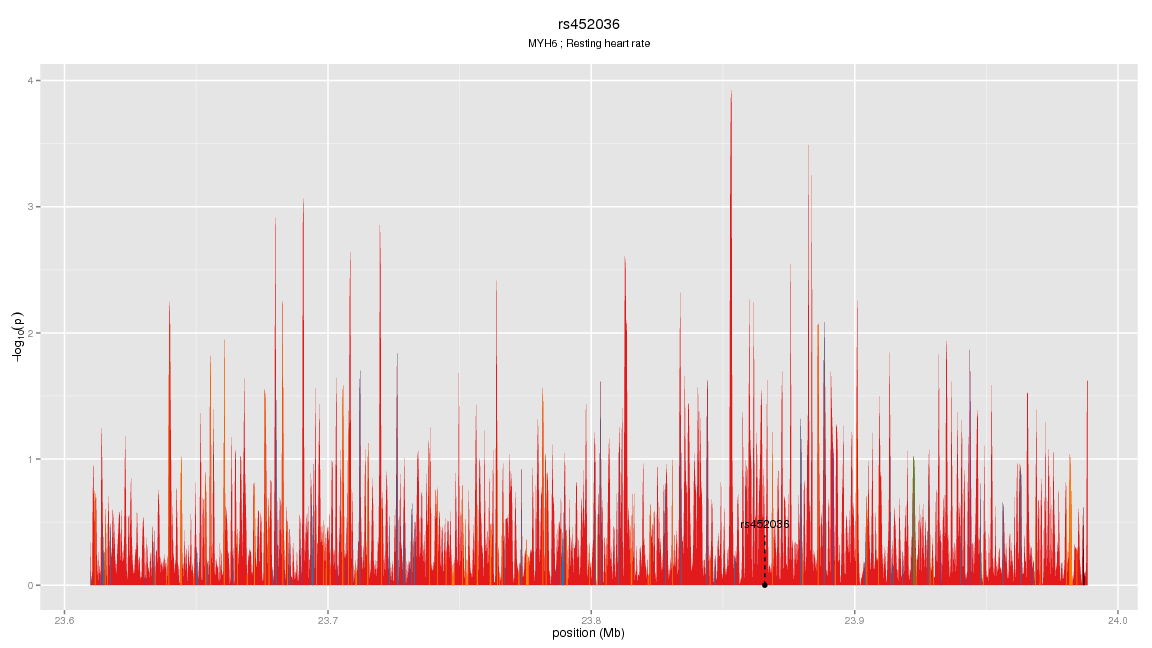 rs452036
MYH6 ; Resting heart rate
4
3
2
1
0
−log10(p)
rs452036
23.6 23.7 23.8 23.9 24.0
position (Mb)